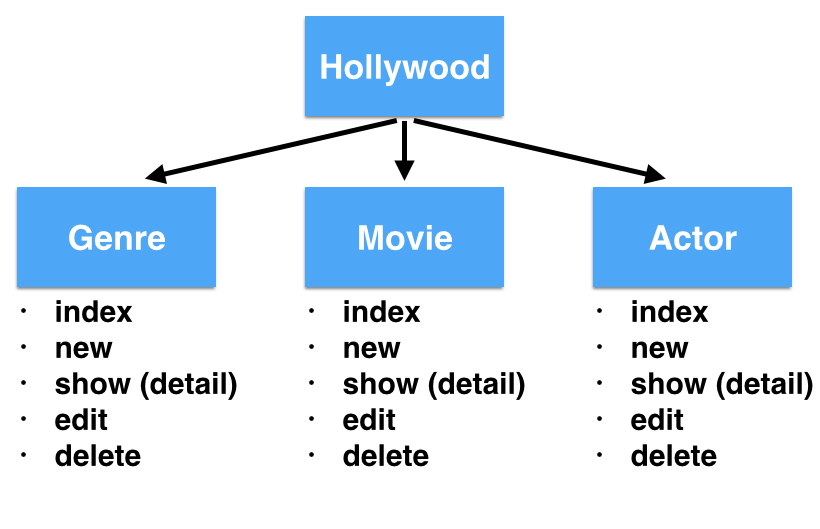 Hollywood
Genre
· index
· new
· show (detail)
· edit
· delete
Movie
· index
· new
· show (detail)
· edit
· delete
Actor
· index
· new
· show (detail)
· edit
· delete